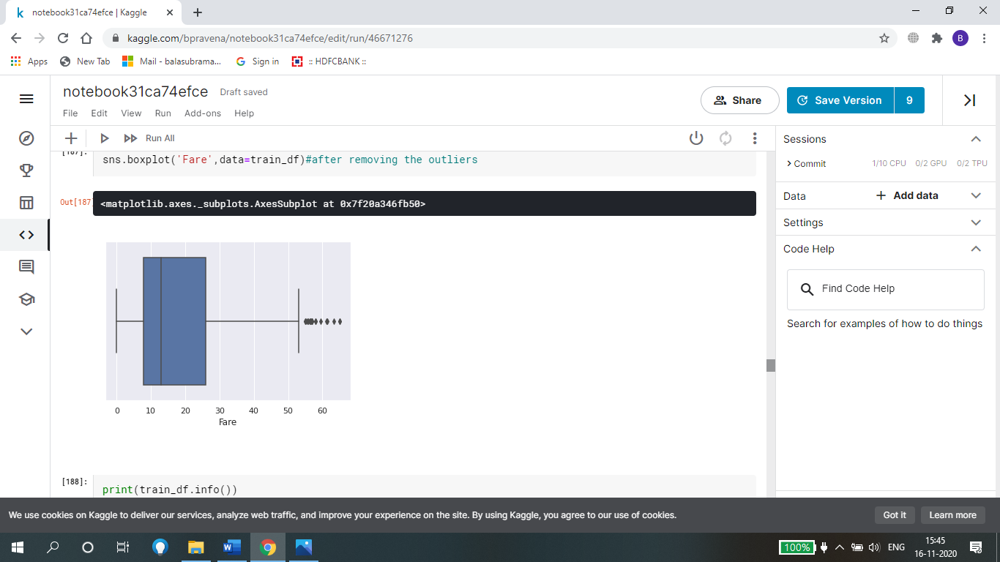 notebook31ca74efce | Kaggle
kaggle.com/bpravena/notebook31ca74efce/edit/run/46671276
B
Apps
New Tab
Mail - balasubrama...
Sign in
:: HDFCBANK ::
notebook31ca74efce
Draft saved
File Edit View Run Add-ons Help
Share
Save Version
9
Run All
[187]:
sns.boxplot('Fare',data=train_df)#after removing the outliers
Out[187
<matplotlib.axes._subplots.AxesSubplot at 0x7f20a346fb50>
0 10 20 30 40 50 60
Fare
[188]:
print(train_df.info())
Sessions
Commit
1/10 CPU 0/2 GPU 0/2 TPU
Data
Add data
Settings
Code Help
Find Code Help
Search for examples of how to do things
We use cookies on Kaggle to deliver our services, analyze web traffic, and improve your experience on the site. By using Kaggle, you agree to our use of cookies.
Got it
Learn more
100%
ENG
15:45
16-11-2020